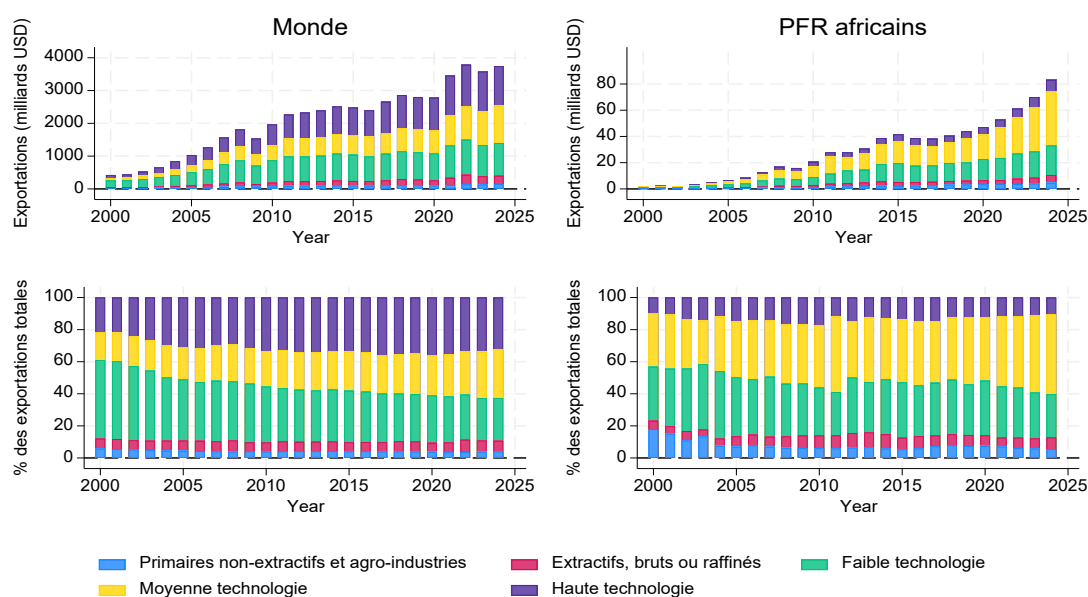 Monde
Exportations (milliards USD)
4000
3000
2000
1000
0
2000 2005 2010 2015 2020 2025
Year
PFR africains
Exportations (milliards USD)
80
60
40
20
0
2000 2005 2010 2015 2020 2025
Year
% des exportations totales
100
80
60
40
20
0
2000 2005 2010 2015 2020 2025
Year
% des exportations totales
100
80
60
40
20
0
2000 2005 2010 2015 2020 2025
Year
Primaires non-extractifs et agro-industries
Extractifs, bruts ou raffinés
Faible technologie
Moyenne technologie
Haute technologie